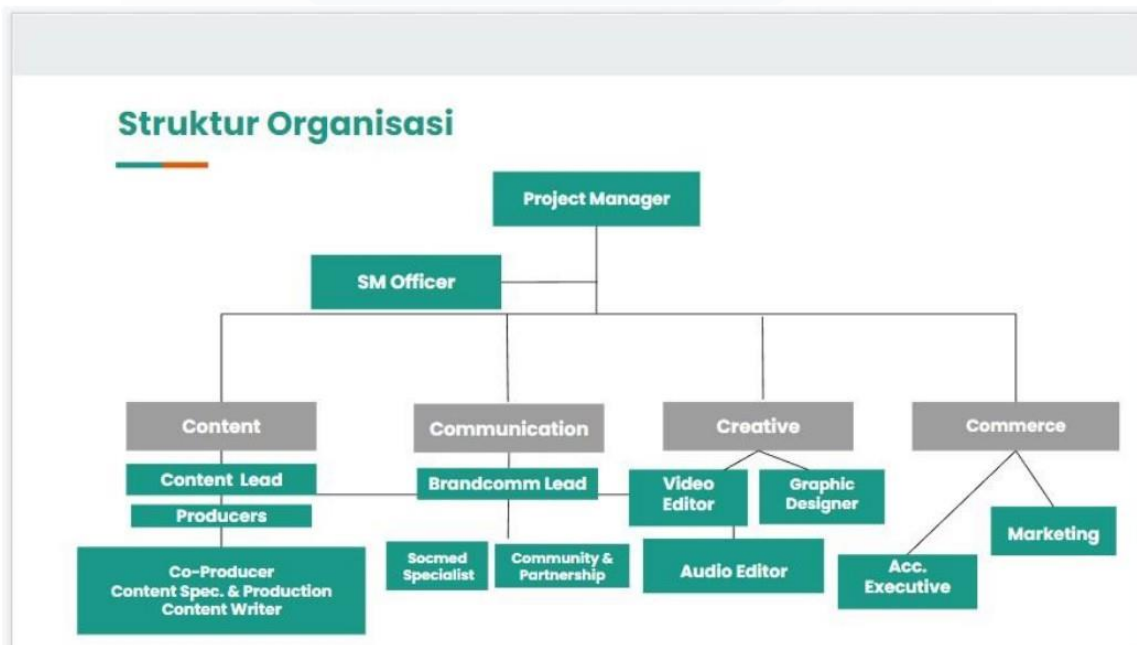 Struktur Organisasi
Project Manager
SM Officer
Content
Communication
Creative
Commerce
Content Lead
Producers
Co-Producer
Content Spec. & Production
Content Writer
Brandcomm Lead
Socmed
Specialist
Community &
Partnership
Video
Editor
Graphic
Designer
Audio Editor
Acc.
Executive
Marketing